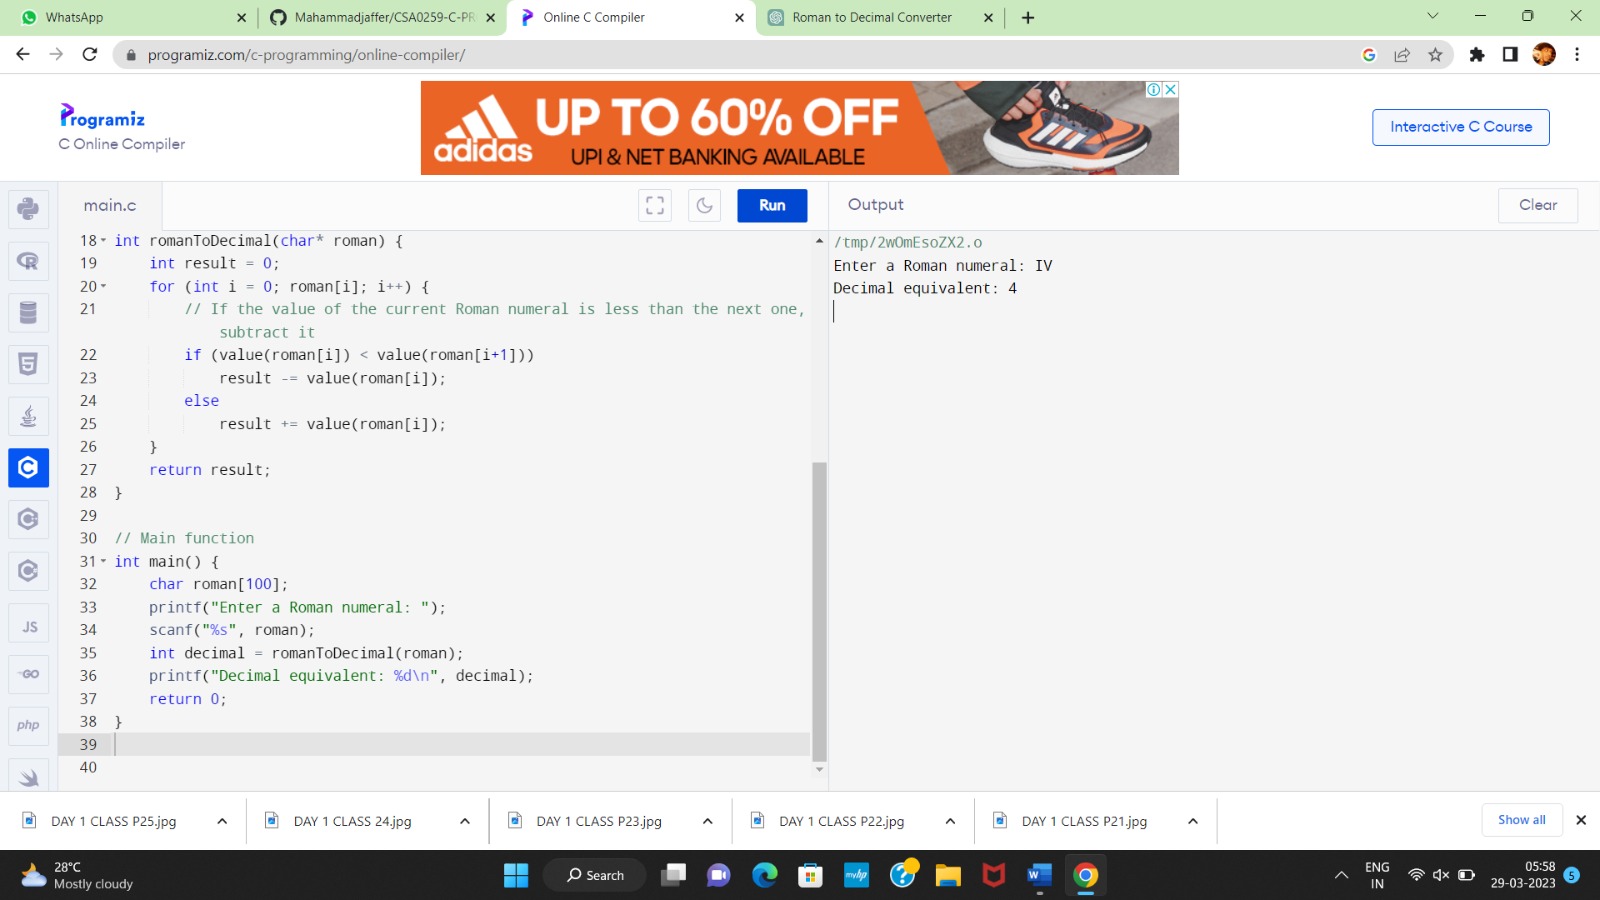 WhatsApp
Mahammadjaffer/CSA0259-C-PR
Online C Compiler
Roman to Decimal Converter
programiz.com/c-programming/online-compiler/
Programiz
C Online Compiler
adidas
UP TO 60% OFF
UPI & NET BANKING AVAILABLE
Interactive C Course
main.c
Run
Output
Clear
18 int romanToDecimal(char* roman) {
19 int result = 0;
20 for (int i = 0; roman[i]; i++) {
21 // If the value of the current Roman numeral is less than the next one,
subtract it
22 if (value(roman[i]) < value(roman[i+1]))
23 result -= value(roman[i]);
24 else
25 result += value(roman[i]);
26 }
27 return result;
28 }
29
30 // Main function
31 int main() {
32 char roman[100];
33 printf("Enter a Roman numeral: ");
34 scanf("%s", roman);
35 int decimal = romanToDecimal(roman);
36 printf("Decimal equivalent: %d\n", decimal);
37 return 0;
38 }
39
40
/tmp/2wOmEsoZX2.o
Enter a Roman numeral: IV
Decimal equivalent: 4
JS
GO
php
DAY 1 CLASS P25.jpg
DAY 1 CLASS 24.jpg
DAY 1 CLASS P23.jpg
DAY 1 CLASS P22.jpg
DAY 1 CLASS P21.jpg
Show all
28°C
Mostly cloudy
Search
myhp
ENG
IN
05:58
29-03-2023
5